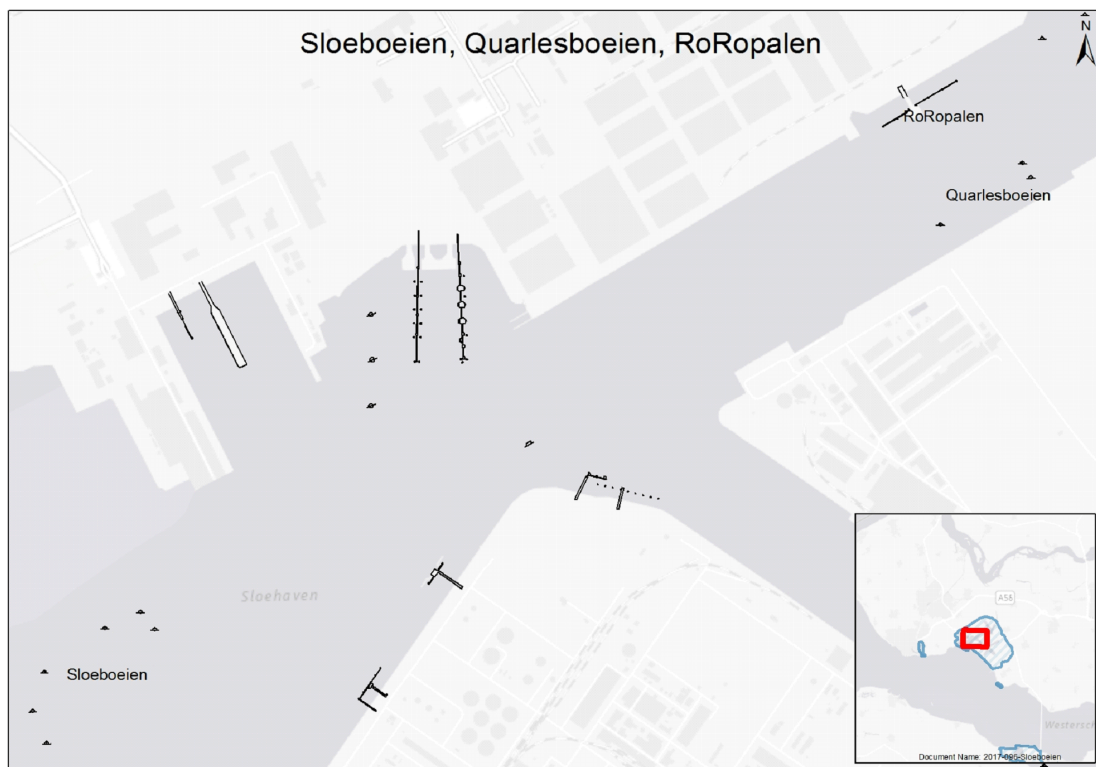 Sloeboeien, Quarlesboeien, RoRopalen
N
RoRopalen
Quarlesboeien
Sloehaven
Sloeboeien
A58
Document Name: 2017-095-Sloeboeien